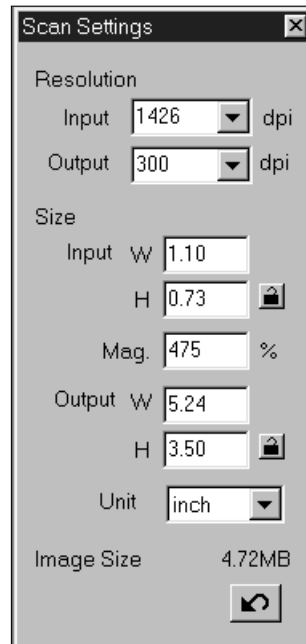 Scan Settings
Resolution
Input 1426 dpi
Output 300 dpi
Size
Input W 1.10
H 0.73
Mag. 475 %
Output W 5.24
H 3.50
Unit inch
Image Size 4.72MB